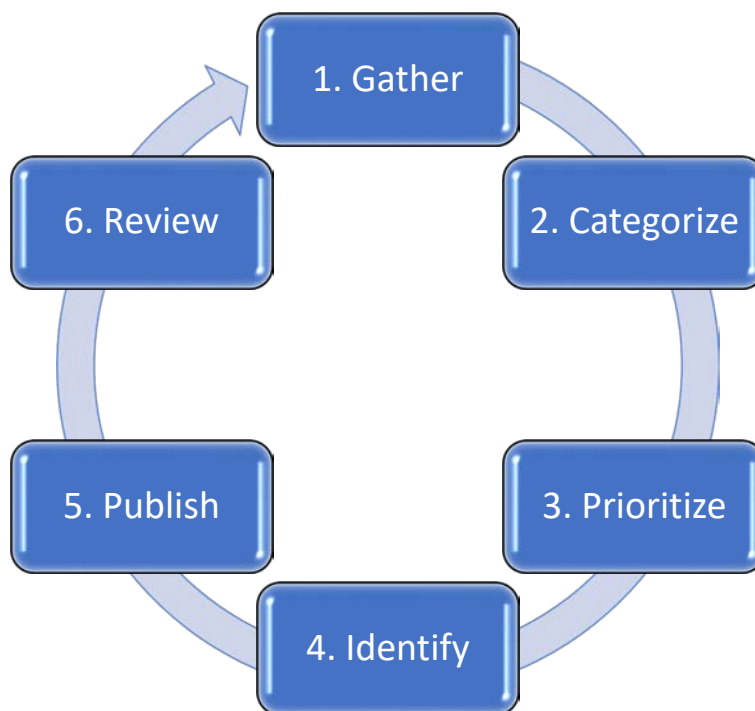 1. Gather
2. Categorize
3. Prioritize
4. Identify
5. Publish
6. Review